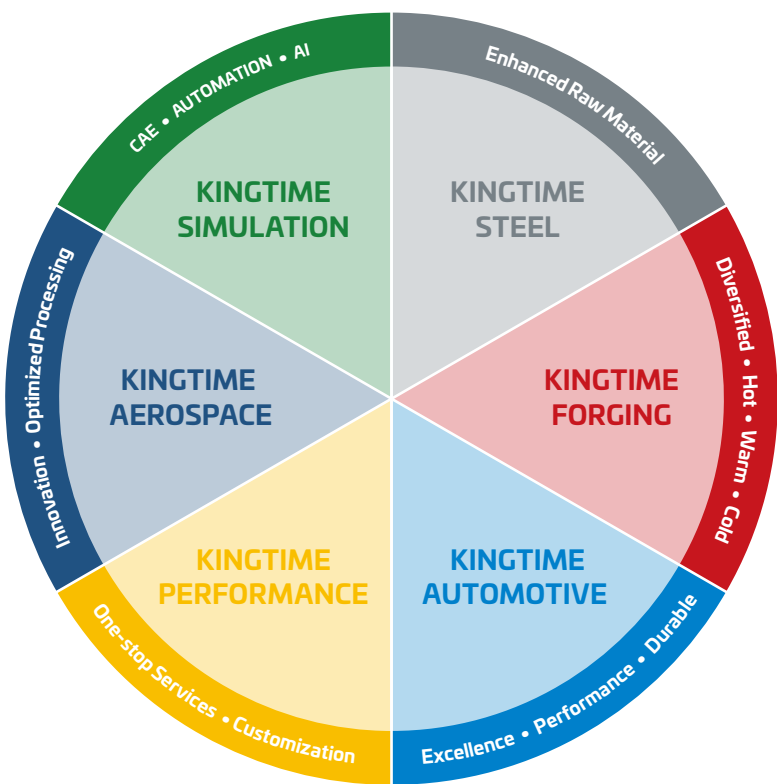 CAE • AUTOMATION • AI
KINGTIME
SIMULATION
Enhanced Raw Material
KINGTIME
STEEL
Diversified • Hot • Warm • Cold
KINGTIME
FORGING
Excellence • Performance • Durable
KINGTIME
AUTOMOTIVE
One-stop Services • Customization
KINGTIME
PERFORMANCE
Innovation • Optimized Processing
KINGTIME
AEROSPACE